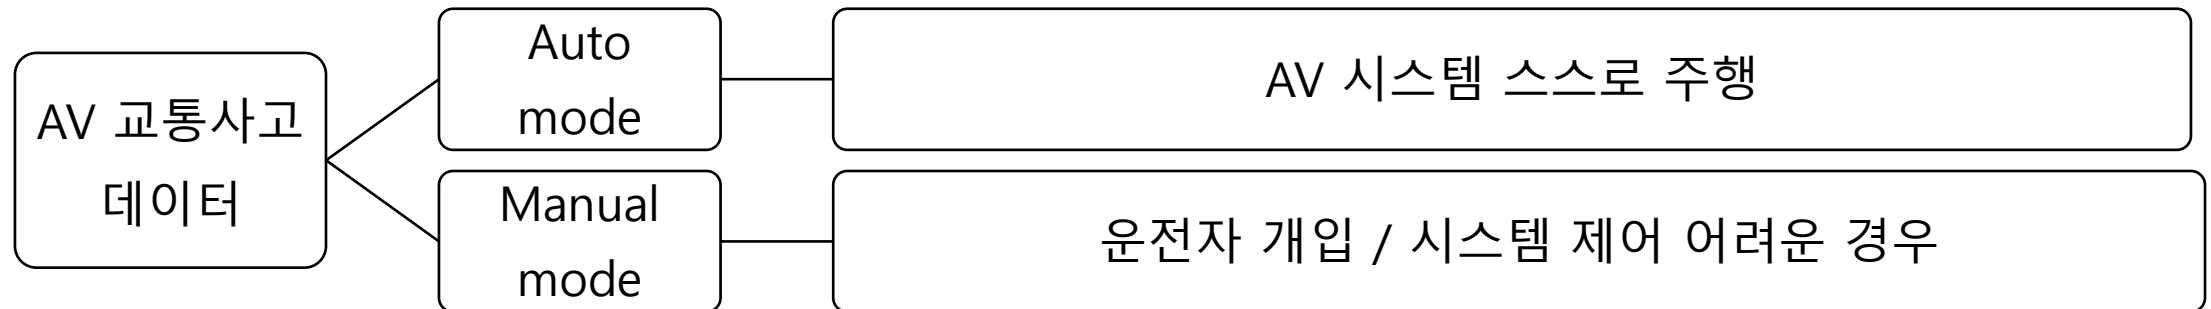 AV 교통사고
데이터
Auto
mode
AV 시스템 스스로 주행
Manual
mode
운전자 개입 / 시스템 제어 어려운 경우